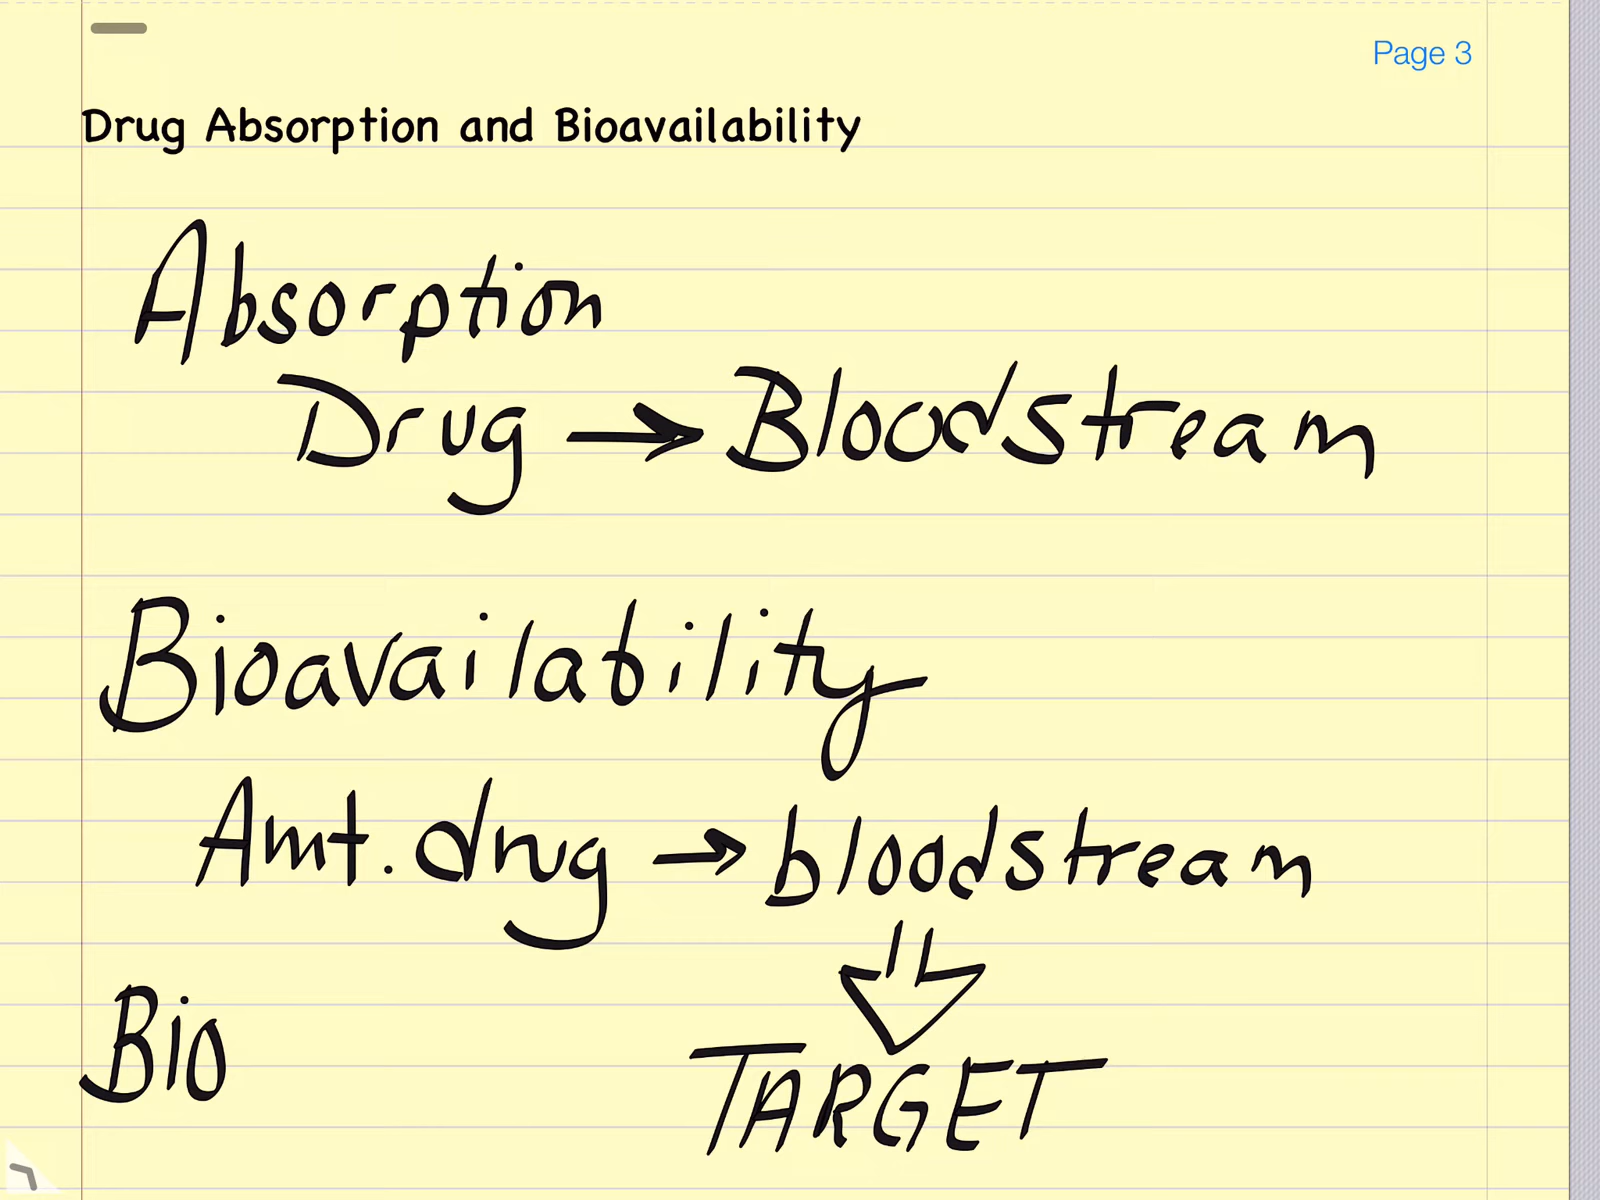 Page 3
Drug Absorption and Bioavailability
Absorption
Drug → Bloodstream
Bioavailability
Amt. drug → bloodstream
TARGET
Bio